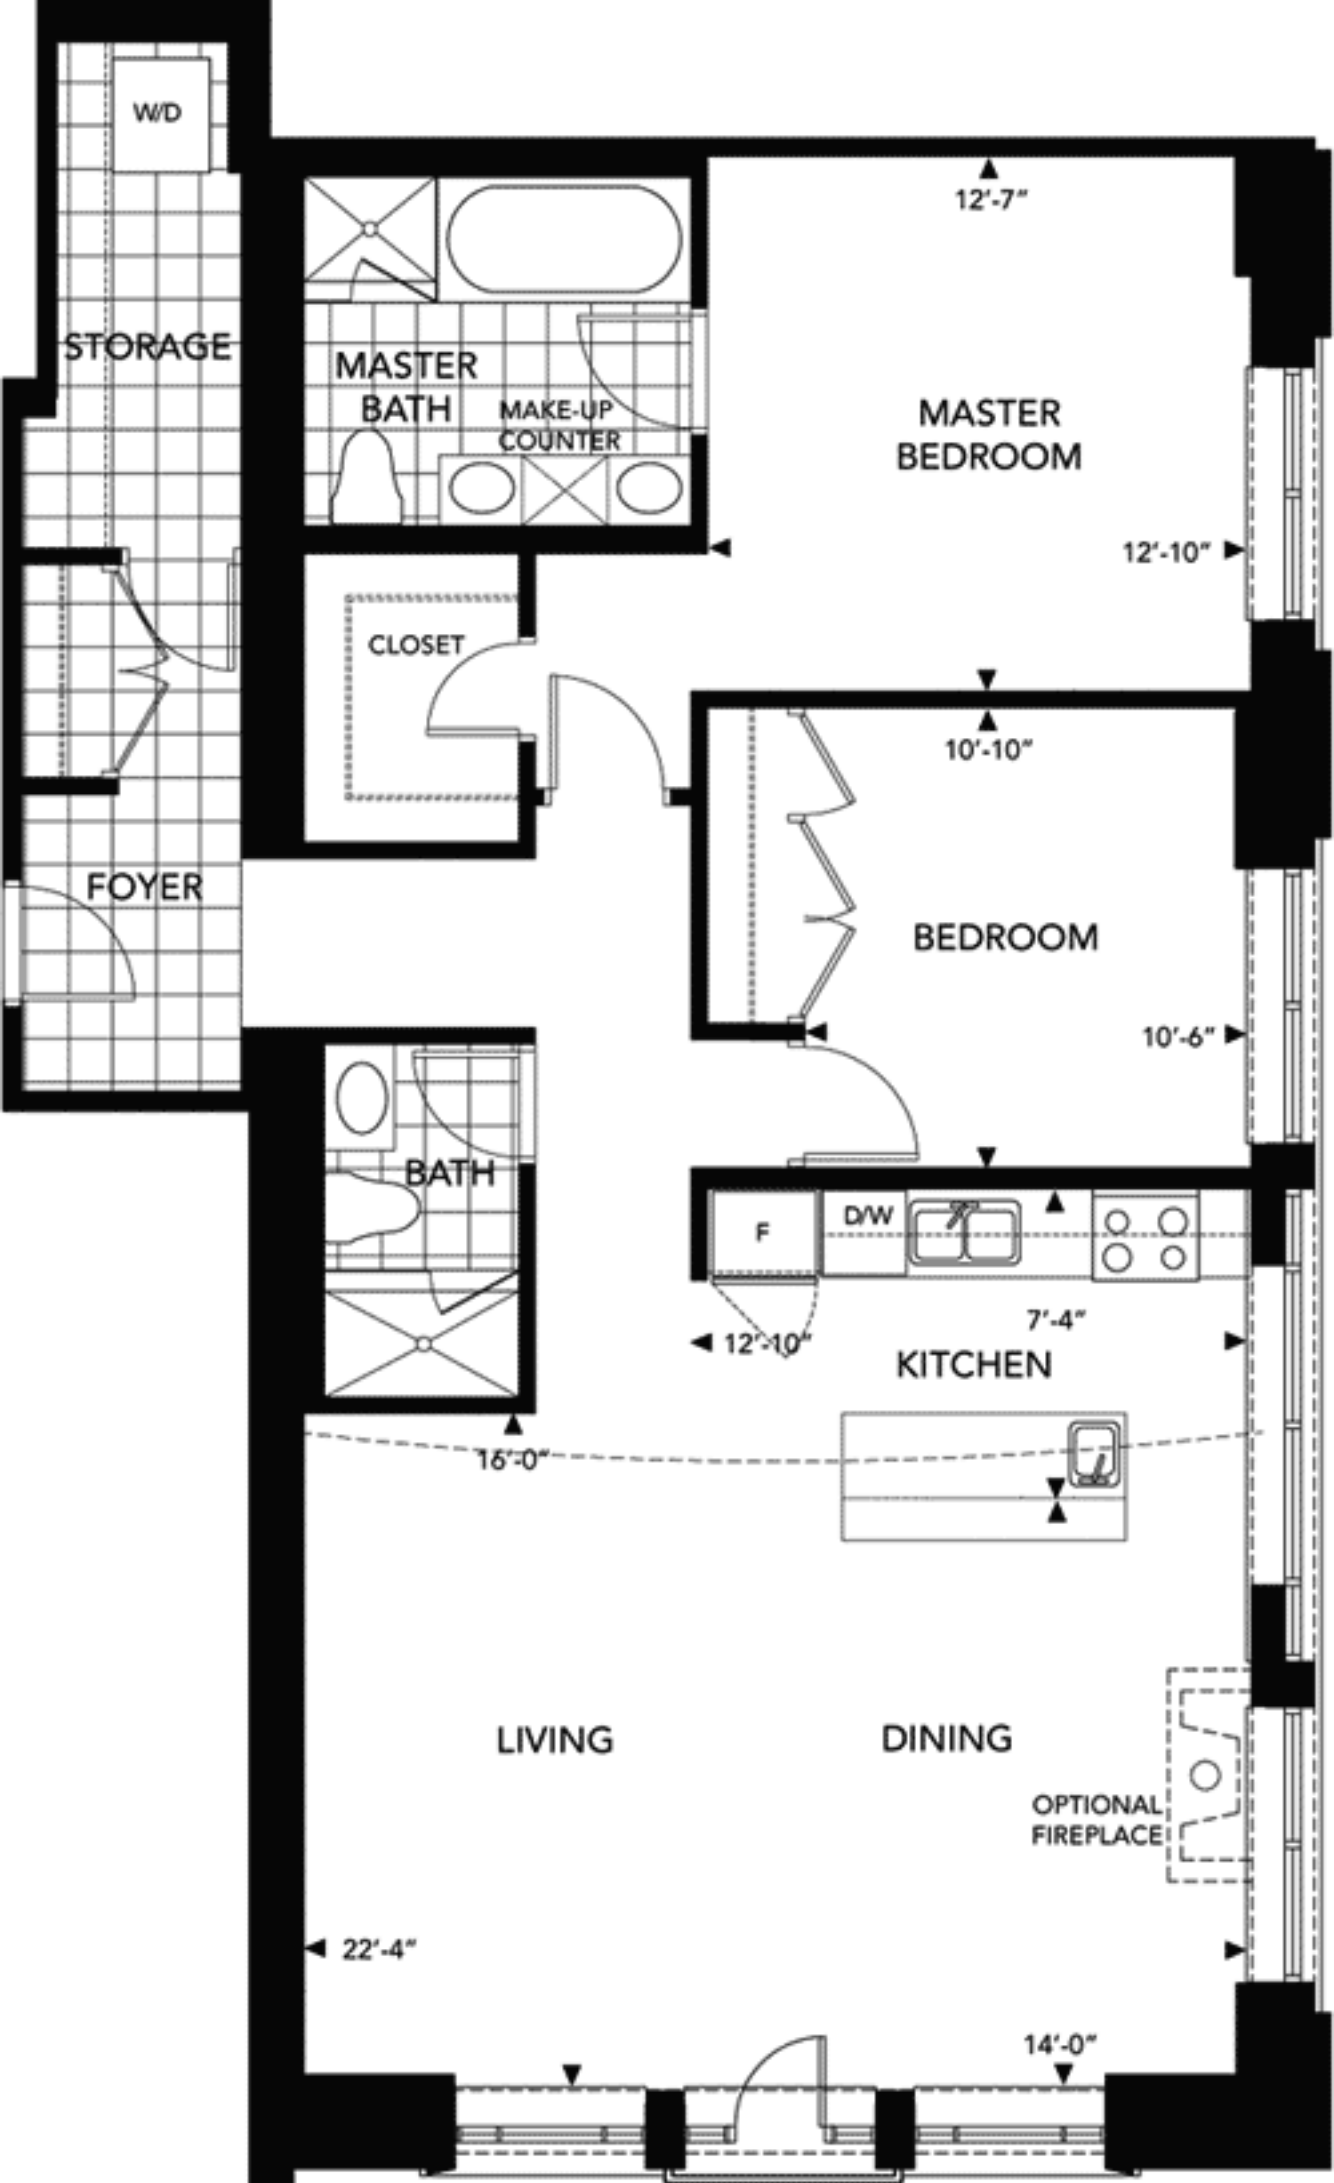 W/D
12'-7"
STORAGE
MASTER
BATH
MAKE-UP
COUNTER
MASTER
BEDROOM
12'-10"
CLOSET
10'-10"
FOYER
BEDROOM
10'-6"
BATH
F
D/W
12'-10"
7'-4"
KITCHEN
16'-0"
LIVING
DINING
OPTIONAL
FIREPLACE
22'-4"
14'-0"